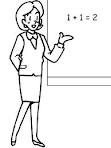 1 + 1 = 2